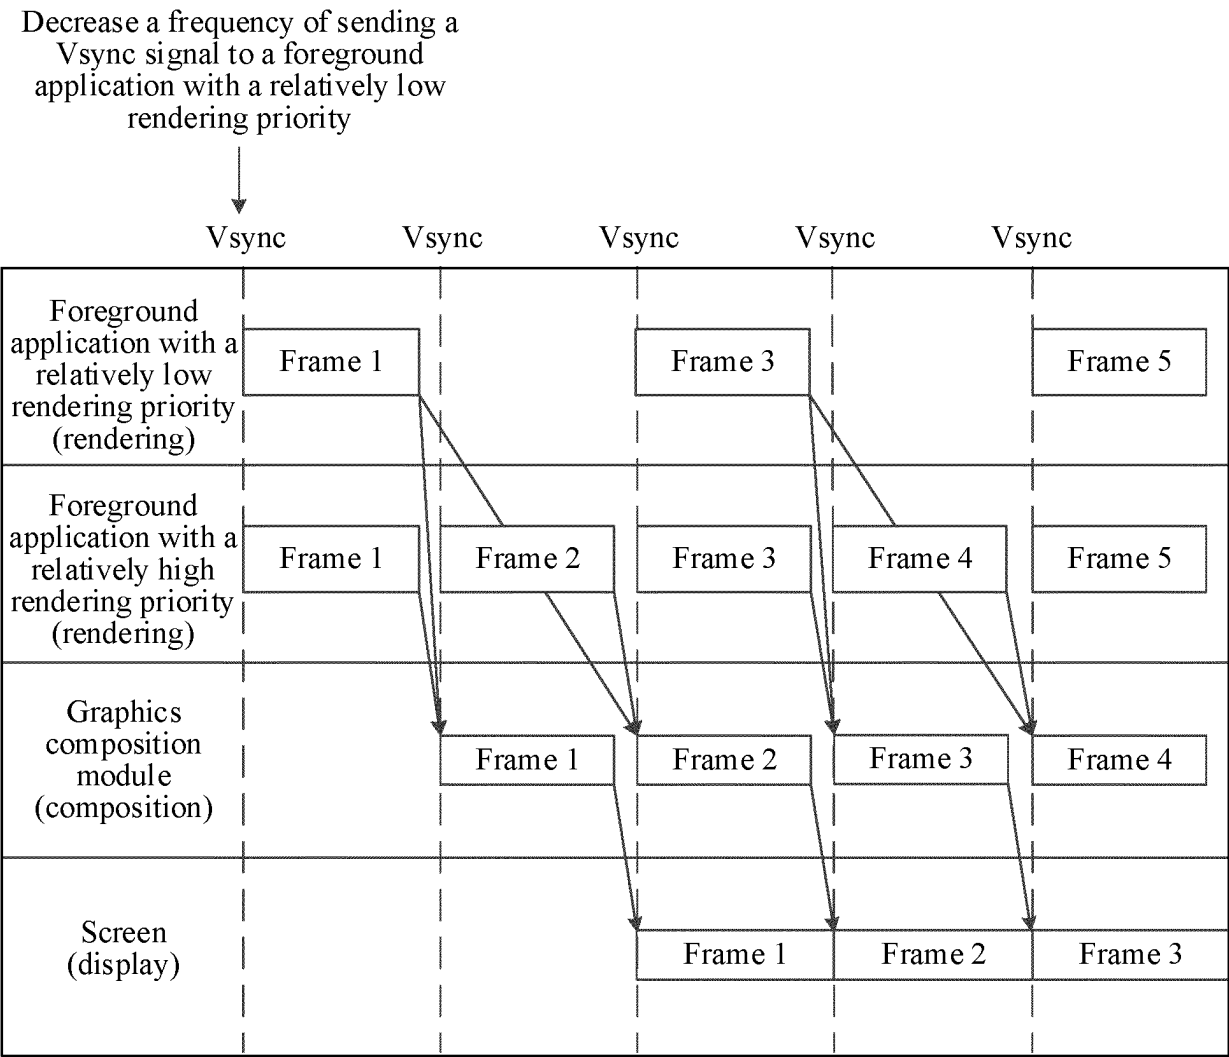 Decrease a frequency of sending a
Vsync signal to a foreground
application with a relatively low
rendering priority
Vsync Vsync Vsync Vsync Vsync
Foreground
application with a
relatively low
rendering priority
(rendering)
Frame 1 Frame 3 Frame 5
Foreground
application with a
relatively high
rendering priority
(rendering)
Frame 1 Frame 2 Frame 3 Frame 4 Frame 5
Graphics
composition
module
(composition)
Frame 1 Frame 2 Frame 3 Frame 4
Screen
(display)
Frame 1 Frame 2 Frame 3